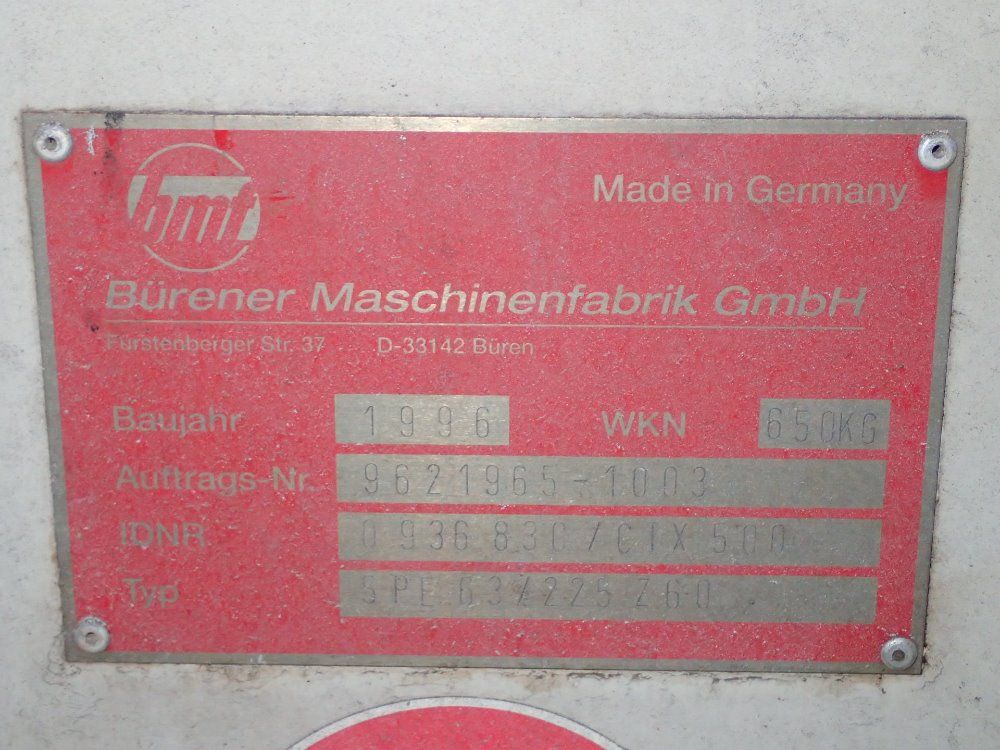 bmf
Made in Germany
Bürener Maschinenfabrik GmbH
Fürstenberger Str. 37 D-33142 Büren
Baujahr 1996 WKN 650KG
Auftrags-Nr. 9621965-1003
IDNR 0936830/CIX500
Typ SPE 63/225 Z60